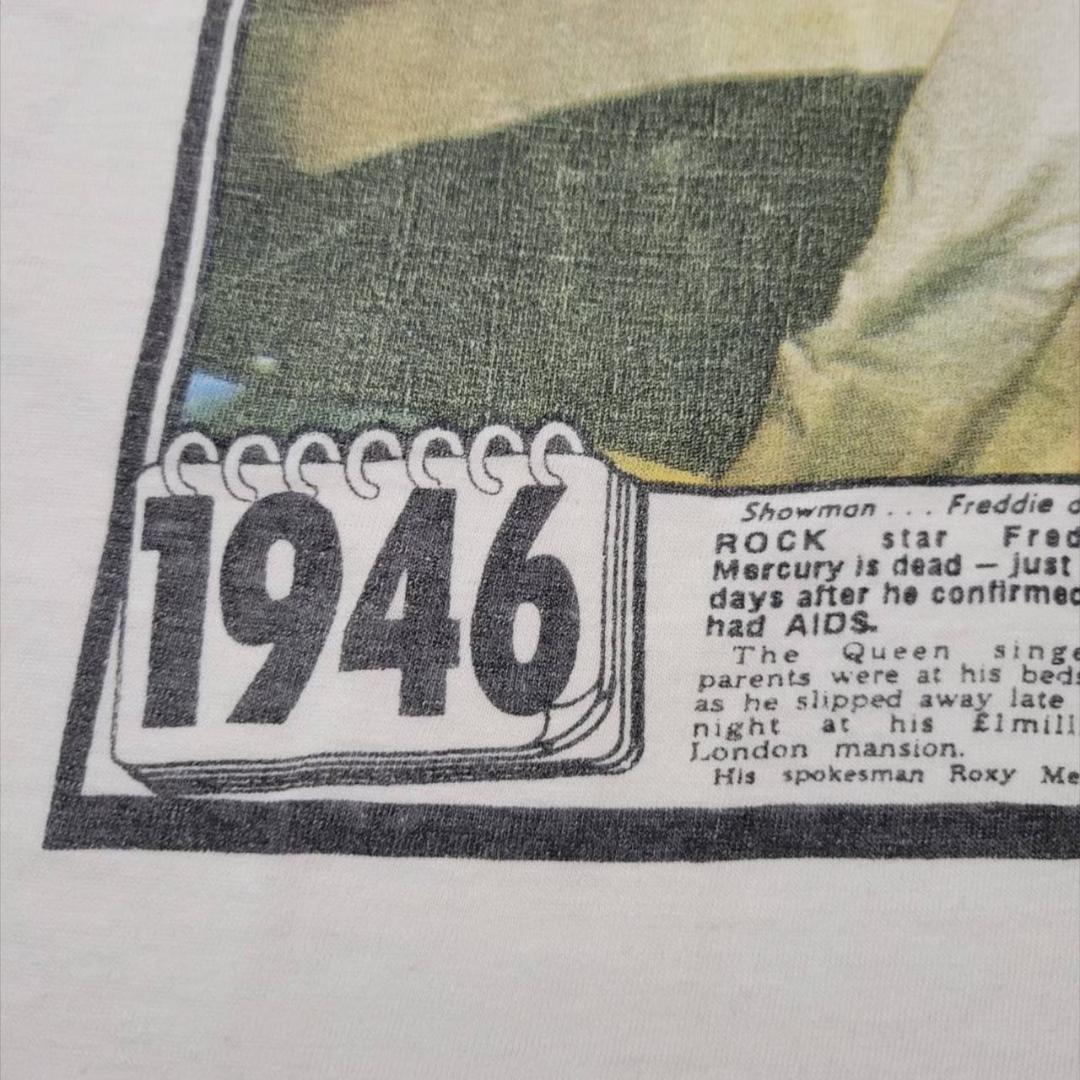 1946
Showman . . . Freddie
ROCK star Fred
Mercury is dead — just
days after he confirmed
had AIDS.
The Queen singe
parents were at his beds
as he slipped away late
night at his £1mill
London mansion.
His spokesman Roxy Me